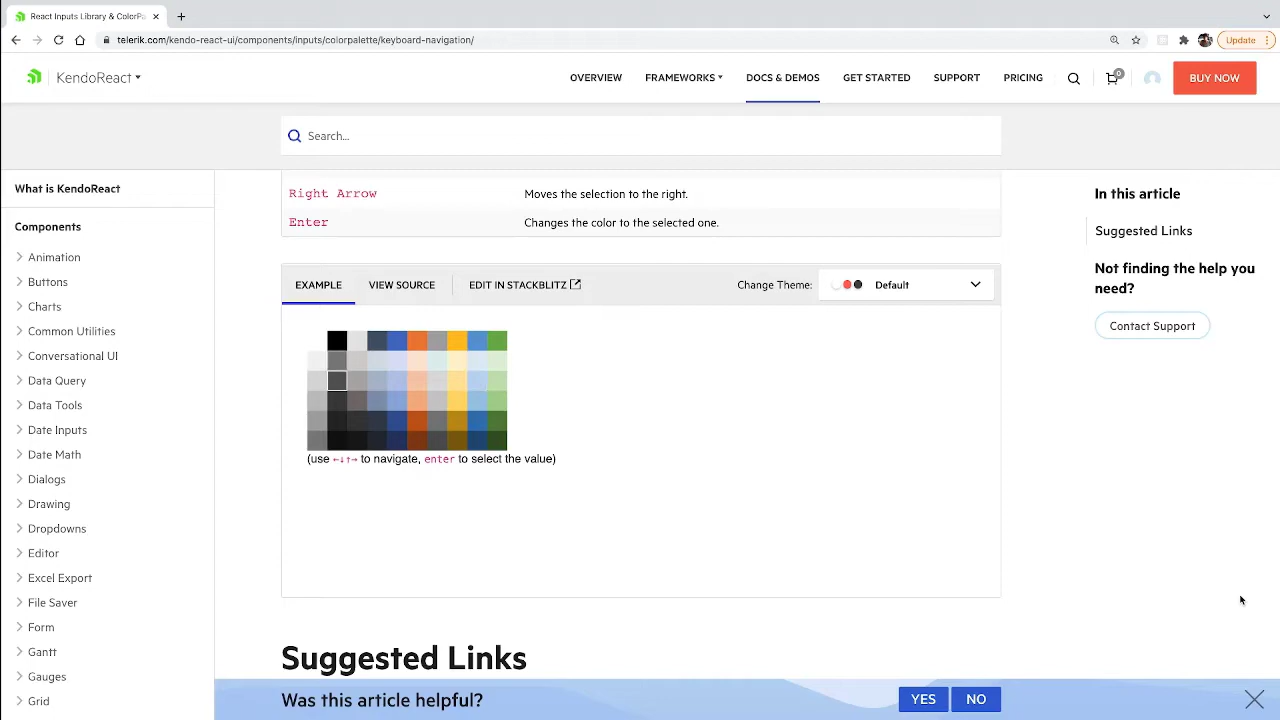 React Inputs Library & ColorPa
telerik.com/kendo-react-ui/components/inputs/colorpalette/keyboard-navigation/
Update
KendoReact
OVERVIEW
FRAMEWORKS
DOCS & DEMOS
GET STARTED
SUPPORT
PRICING
0
BUY NOW
Search...
What is KendoReact
Components
Animation
Buttons
Charts
Common Utilities
Conversational UI
Data Query
Data Tools
Date Inputs
Date Math
Dialogs
Drawing
Dropdowns
Editor
Excel Export
File Saver
Form
Gantt
Gauges
Grid
Right Arrow Moves the selection to the right.
Enter Changes the color to the selected one.
EXAMPLE
VIEW SOURCE
EDIT IN STACKBLITZ
Change Theme:
Default
(use ←↓↑→ to navigate, enter to select the value)
Suggested Links
In this article
Suggested Links
Not finding the help you
need?
Contact Support
Was this article helpful?
YES
NO